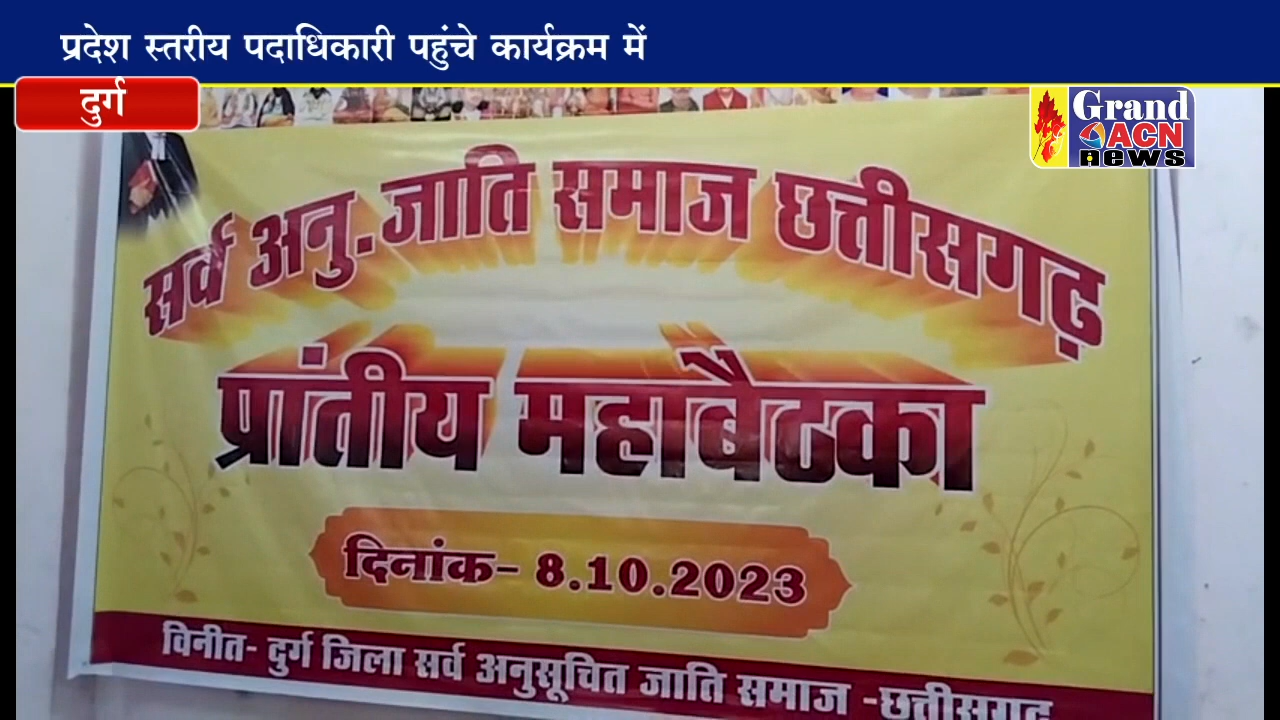 प्रदेश स्तरीय पदाधिकारी पहुंचे कार्यक्रम में
दुर्ग
Grand
ACN
news
सर्व अनु. जाति समाज छत्तीसगढ़
प्रांतीय महाबैठका
दिनांक- 8.10.2023
विनीत- दुर्ग जिला सर्व अनुसूचित जाति समाज -छत्तीसगढ़